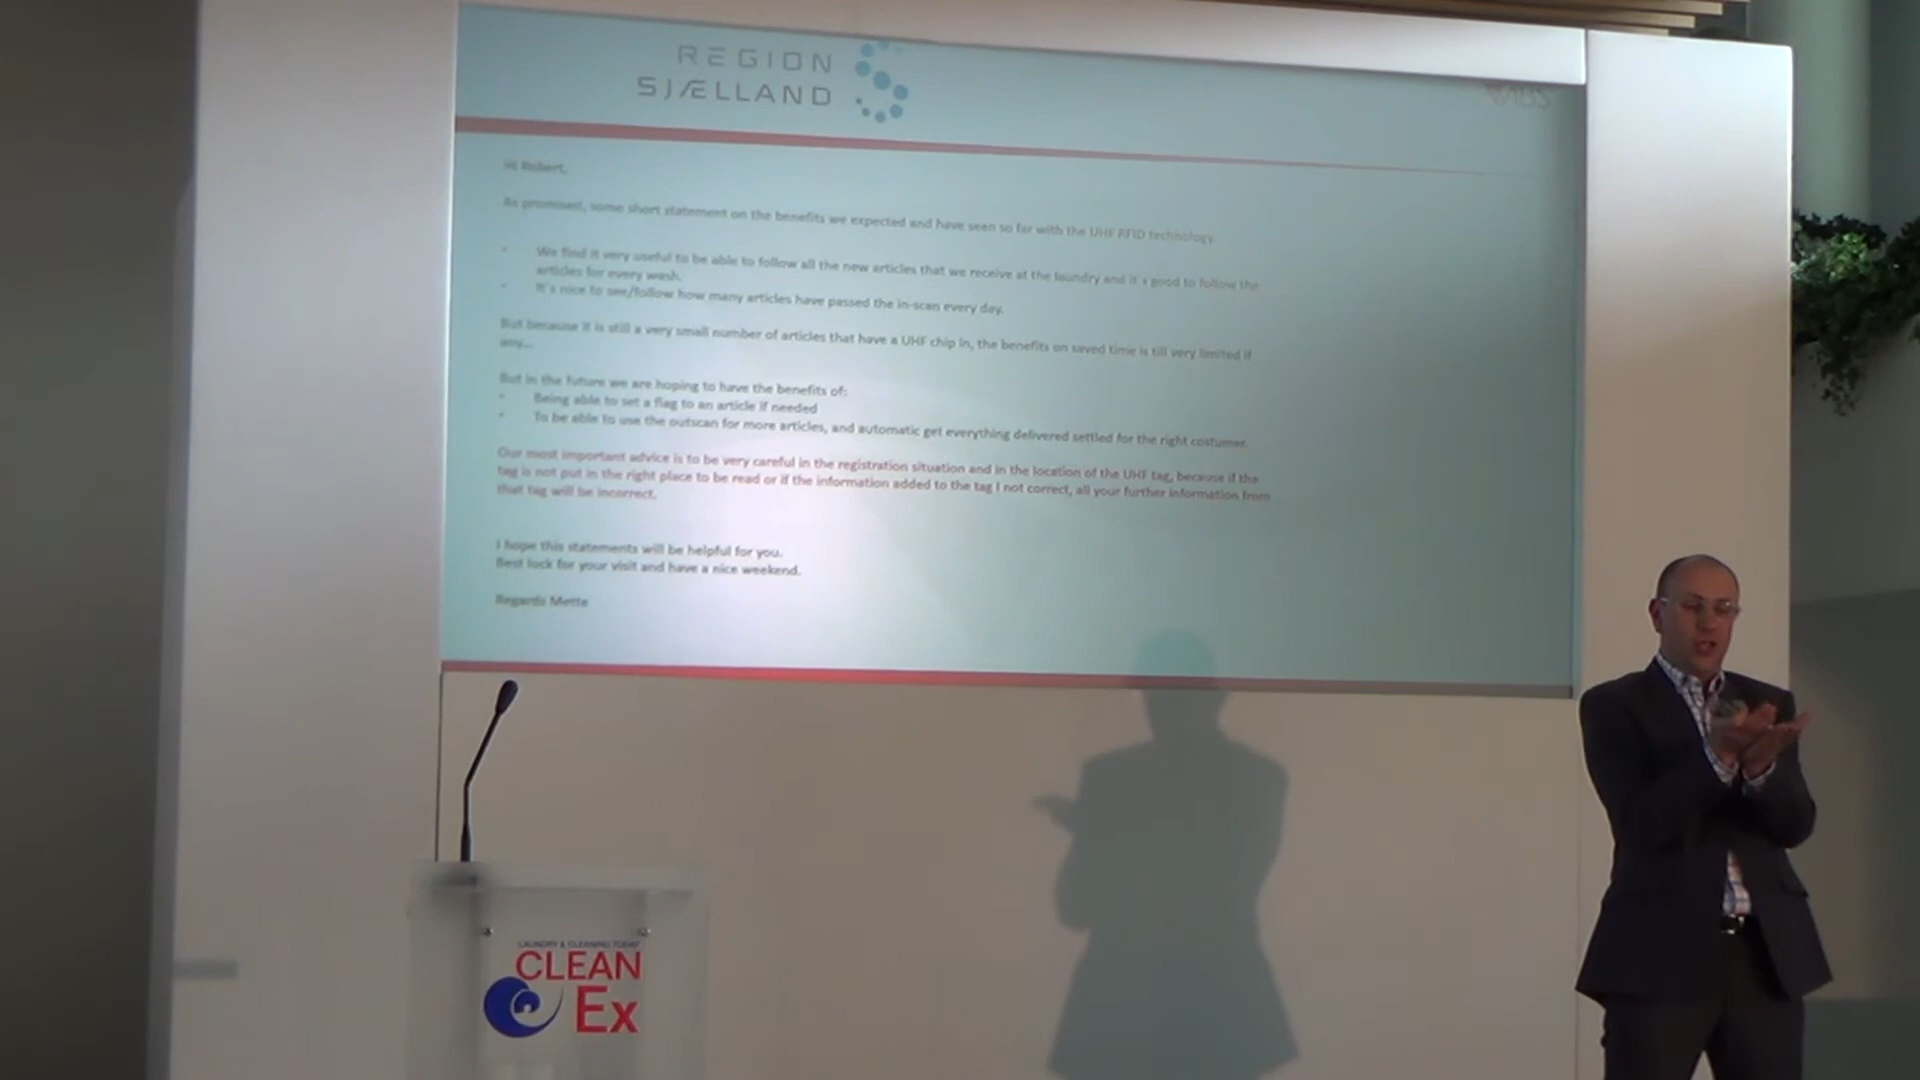 REGION
SJÆLLAND
ABS
Hi Robert,
As promised, some short statement on the benefits we expected and have seen so far with the UHF RFID technology.
- We find it very useful to be able to follow all the new articles that we receive at the laundry and it´s good to follow the
articles for every wash.
- It´s nice to see/follow how many articles have passed the in-scan every day.
But because it is still a very small number of articles that have a UHF chip in, the benefits on saved time is till very limited if
any...
But in the future we are hoping to have the benefits of:
- Being able to set a flag to an article if needed
- To be able to use the outscan for more articles, and automatic get everything delivered settled for the right costumer.
Our most important advice is to be very careful in the registration situation and in the location of the UHF tag, because if the
tag is not put in the right place to be read or if the information added to the tag I not correct, all your further information from
that tag will be incorrect.
I hope this statements will be helpful for you.
Best luck for your visit and have a nice weekend.
Regards Mette
LAUNDRY & CLEANING TODAY
CLEAN
Ex